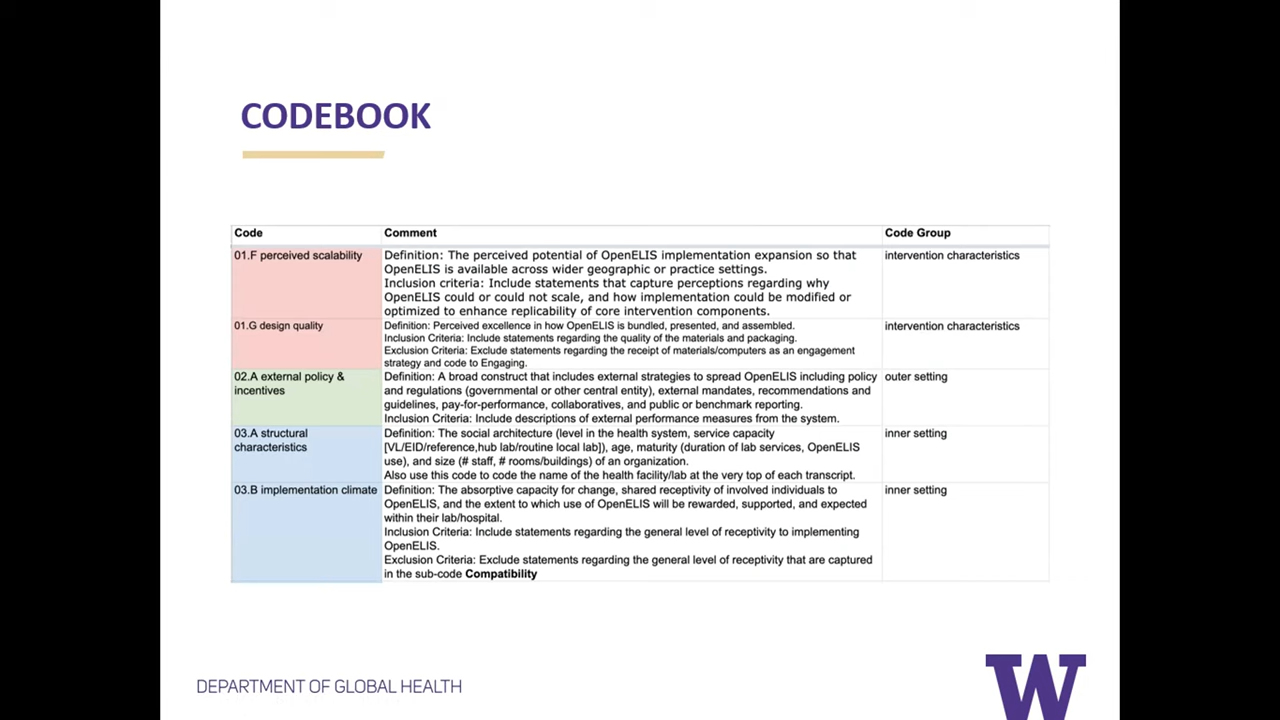 CODEBOOK
Code Comment Code Group
01.F perceived scalability
Definition: The perceived potential of OpenELIS implementation expansion so that
OpenELIS is available across wider geographic or practice settings.
Inclusion criteria: Include statements that capture perceptions regarding why
OpenELIS could or could not scale, and how implementation could be modified or
optimized to enhance replicability of core intervention components.
intervention characteristics
01.G design quality
Definition: Perceived excellence in how OpenELIS is bundled, presented, and assembled.
Inclusion Criteria: Include statements regarding the quality of the materials and packaging.
Exclusion Criteria: Exclude statements regarding the receipt of materials/computers as an engagement
strategy and code to Engaging.
intervention characteristics
02.A external policy &
incentives
Definition: A broad construct that includes external strategies to spread OpenELIS including policy
and regulations (governmental or other central entity), external mandates, recommendations and
guidelines, pay-for-performance, collaboratives, and public or benchmark reporting.
Inclusion Criteria: Include descriptions of external performance measures from the system.
outer setting
03.A structural
characteristics
Definition: The social architecture (level in the health system, service capacity
[VL/EID/reference,hub lab/routine local lab]), age, maturity (duration of lab services, OpenELIS
use), and size (# staff, # rooms/buildings) of an organization.
Also use this code to code the name of the health facility/lab at the very top of each transcript.
inner setting
03.B implementation climate
Definition: The absorptive capacity for change, shared receptivity of involved individuals to
OpenELIS, and the extent to which use of OpenELIS will be rewarded, supported, and expected
within their lab/hospital.
Inclusion Criteria: Include statements regarding the general level of receptivity to implementing
OpenELIS.
Exclusion Criteria: Exclude statements regarding the general level of receptivity that are captured
in the sub-code Compatibility
inner setting
DEPARTMENT OF GLOBAL HEALTH
W